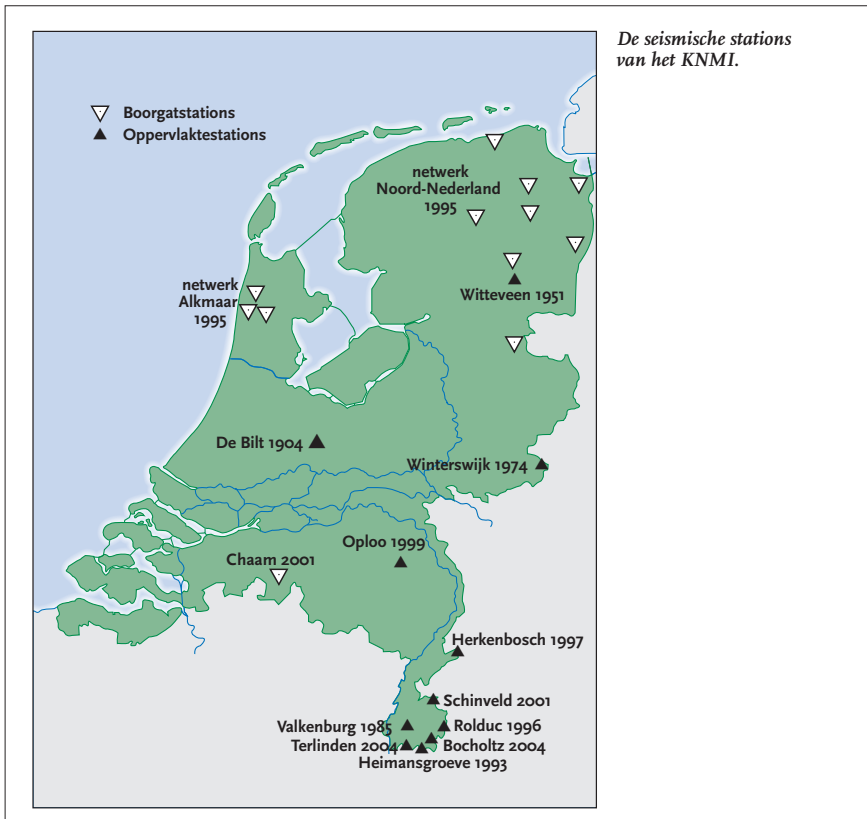 De seismische stations
van het KNMI.
Boorgatstations
Oppervlaktestations
netwerk
Noord-Nederland
1995
Witteveen 1951
netwerk
Alkmaar
1995
De Bilt 1904
Winterswijk 1974
Oploo 1999
Chaam 2001
Herkenbosch 1997
Schinveld 2001
Valkenburg 1985
Rolduc 1996
Terlinden 2004
Bocholtz 2004
Heimansgroeve 1993